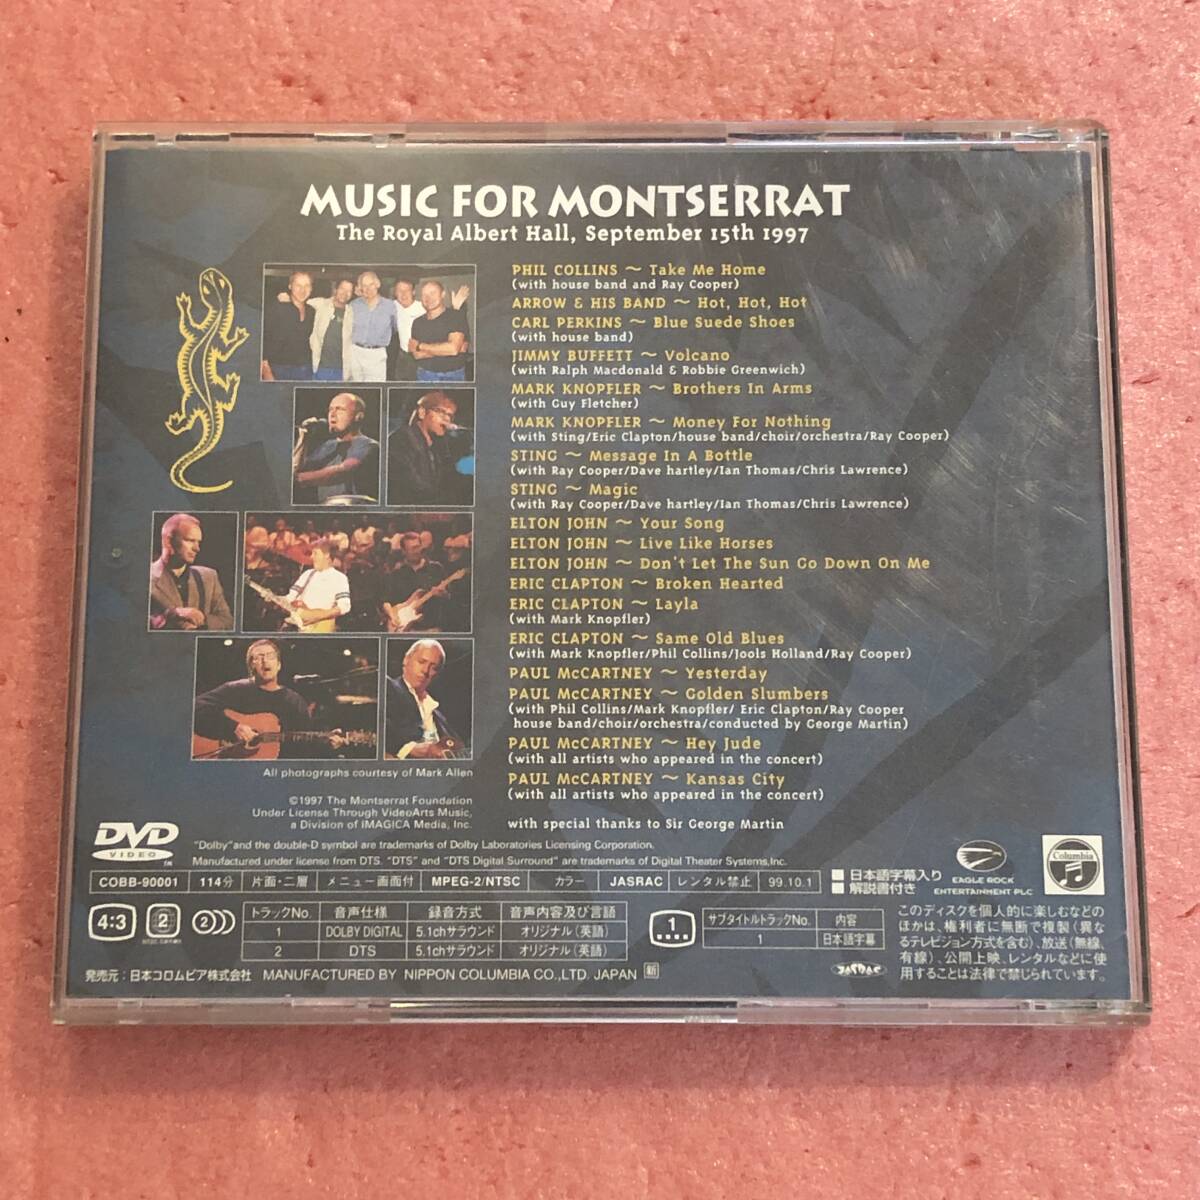 MUSIC FOR MONTSERRAT
The Royal Albert Hall, September 15th 1997
PHIL COLLINS ~ Take Me Home
(with house band and Ray Cooper)
ARROW & HIS BAND ~ Hot, Hot, Hot
CARL PERKINS ~ Blue Suede Shoes
(with house band)
JIMMY BUFFETT ~ Volcano
(with Ralph Macdonald & Robbie Greenwich)
MARK KNOPFLER ~ Brothers In Arms
(with Guy Fletcher)
MARK KNOPFLER ~ Money For Nothing
(with Sting/Eric Clapton/house band/choir/orchestra/Ray Cooper)
STING ~ Message In A Bottle
(with Ray Cooper/Dave hartley/Ian Thomas/Chris Lawrence)
STING ~ Magic
(with Ray Cooper/Dave hartley/Ian Thomas/Chris Lawrence)
ELTON JOHN ~ Your Song
ELTON JOHN ~ Live Like Horses
ELTON JOHN ~ Don't Let The Sun Go Down On Me
ERIC CLAPTON ~ Broken Hearted
ERIC CLAPTON ~ Layla
(with Mark Knopfler)
ERIC CLAPTON ~ Same Old Blues
(with Mark Knopfler/Phil Collins/Jools Holland/Ray Cooper)
PAUL McCARTNEY ~ Yesterday
PAUL McCARTNEY ~ Golden Slumbers
(with Phil Collins/Mark Knopfler/ Eric Clapton/Ray Cooper
house band/choir/orchestra/conducted by George Martin)
PAUL McCARTNEY ~ Hey Jude
(with all artists who appeared in the concert)
PAUL McCARTNEY ~ Kansas City
(with all artists who appeared in the concert)
with special thanks to Sir George Martin
All photographs courtesy of Mark Allen
©1997 The Montserrat Foundation
Under License Through VideoArts Music,
a Division of IMAGICA Media, Inc.
DVD
VIDEO
TM
"Dolby"and the double-D symbol are trademarks of Dolby Laboratories Licensing Corporation.
Manufactured under license from DTS. "DTS" and "DTS Digital Surround" are trademarks of Digital Theater Systems,Inc.
COBB-90001 114分 片面・二層 メニュー画面付 MPEG-2/NTSC カラー JASRAC レンタル禁止 99.10.1
■日本語字幕入り
■解説書付き
EAGLE ROCK
ENTERTAINMENT PLC
Columbia
4:3 2 2
トラックNo. 音声仕様 録音方式 音声内容及び言語
1 DOLBY DIGITAL 5.1chサラウンド オリジナル(英語)
2 DTS 5.1chサラウンド オリジナル(英語)
1
サブタイトルトラックNo. 内容
1 日本語字幕
JASRAC
このディスクを個人的に楽しむなどの
ほかは、権利者に無断で複製(異な
るテレビジョン方式を含む)、放送(無線、
有線)、公開上映、レンタルなどに使
用することは法律で禁じられています。
発売元:日本コロムビア株式会社 MANUFACTURED BY NIPPON COLUMBIA CO.,LTD. JAPAN 新